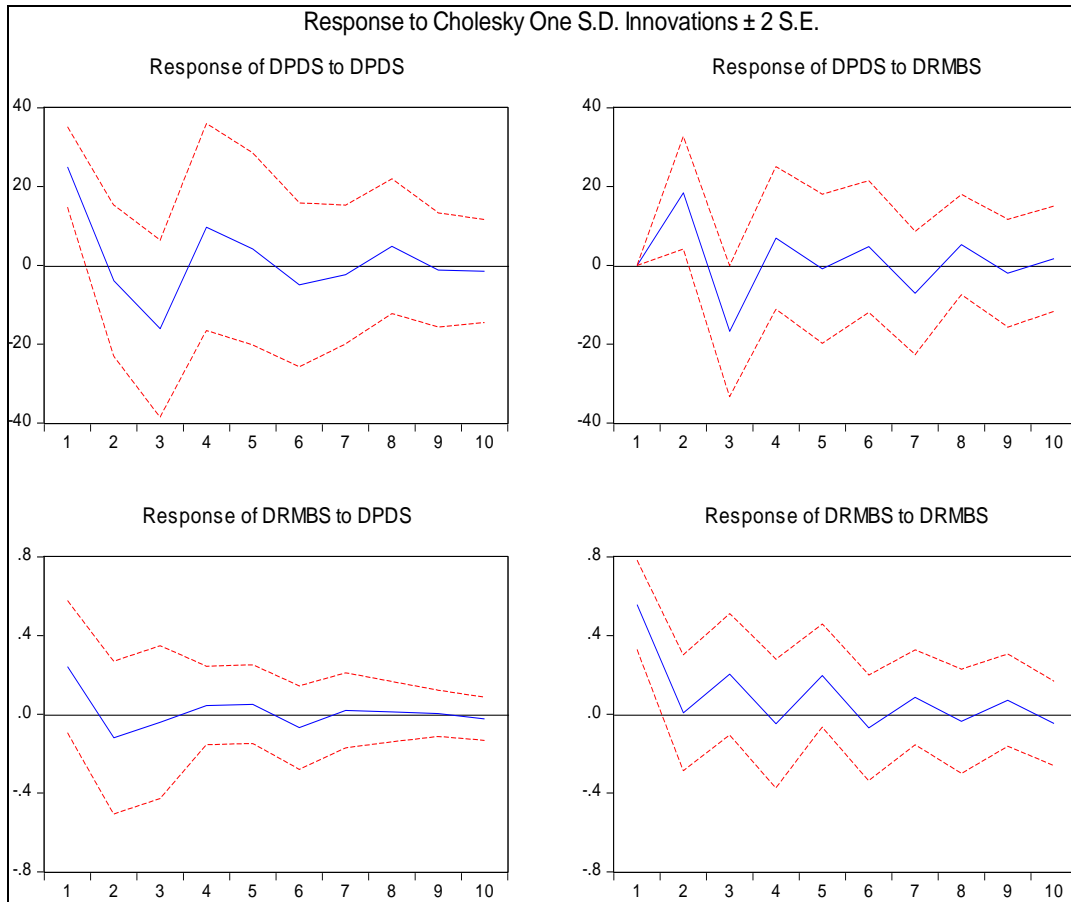 Response to Cholesky One S.D. Innovations ± 2 S.E.
Response of DPDS to DPDS
40
20
0
-20
-40
1 2 3 4 5 6 7 8 9 10
Response of DPDS to DRMBS
40
20
0
-20
-40
1 2 3 4 5 6 7 8 9 10
Response of DRMBS to DPDS
.8
.4
.0
-.4
-.8
1 2 3 4 5 6 7 8 9 10
Response of DRMBS to DRMBS
.8
.4
.0
-.4
-.8
1 2 3 4 5 6 7 8 9 10